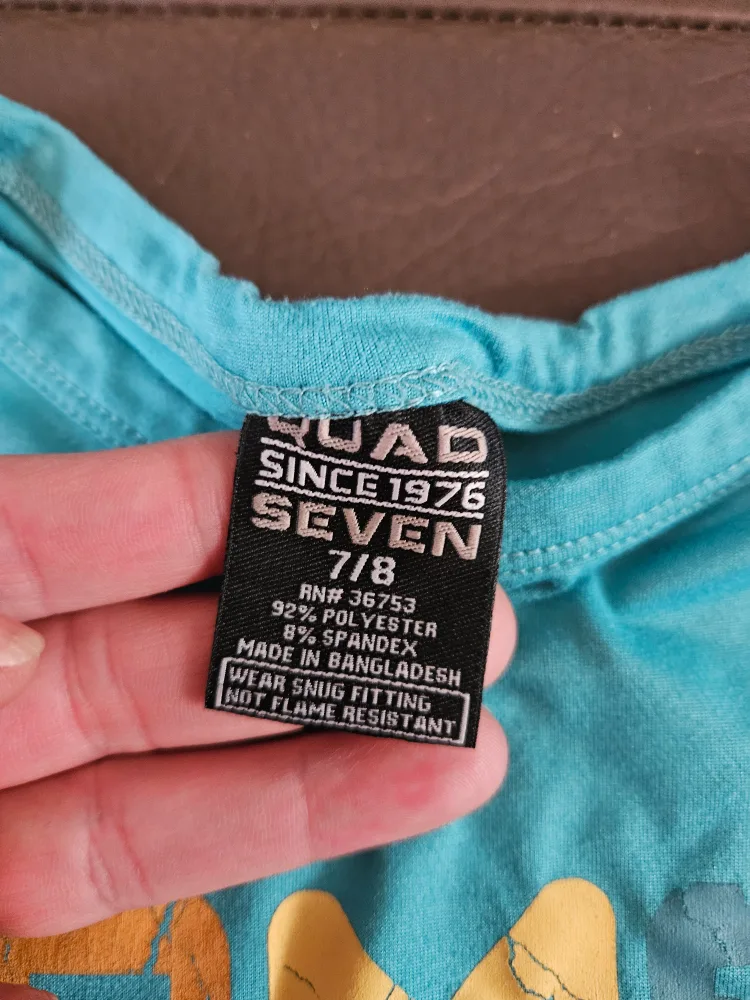 QUAD
SINCE 1976
SEVEN
7/8
RN# 36753
92% POLYESTER
8% SPANDEX
MADE IN BANGLADESH
WEAR SNUG FITTING
NOT FLAME RESISTANT